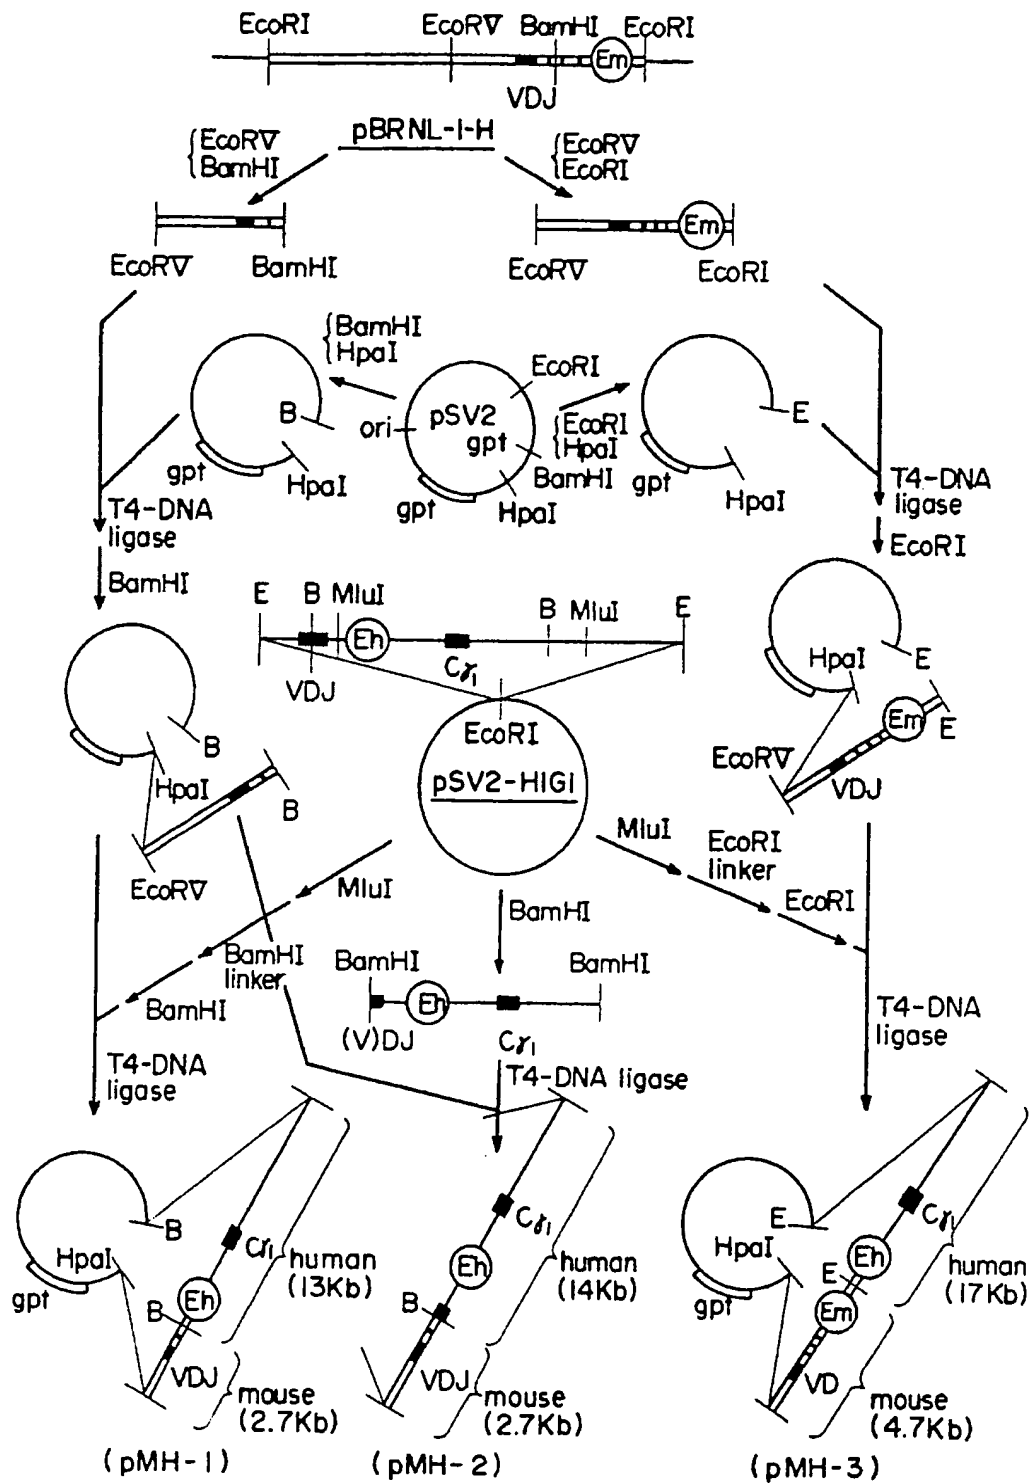 EcoRI EcoRV BamHI EcoRI
Em
VDJ
pBRNL-1-H
{EcoRV
BamHI
{EcoRV
EcoRI
Em
EcoRV BamHI
EcoRV EcoRI
{BamHI
HpaI
B
HpaI
gpt
EcoRI
ori
pSV2
gpt
BamHI
HpaI
gpt
{EcoRI
HpaI
E
HpaI
gpt
T4-DNA
ligase
BamHI
T4-DNA
ligase
EcoRI
E B MluI B MluI E
Eh
VDJ
Cγ1
EcoRI
pSV2-HIGI
B
HpaI
B
EcoRV
HpaI
E
Em
E
EcoRV
VDJ
MluI
BamHI
linker
BamHI
T4-DNA
ligase
BamHI
BamHI BamHI
Eh
(V)DJ
Cγ1
T4-DNA ligase
MluI
EcoRI
linker
EcoRI
T4-DNA
ligase
B
HpaI
gpt
Cγ1
Eh
B
VDJ
human
(13Kb)
mouse
(2.7Kb)
(pMH-1)
Cγ1
Eh
B
VDJ
human
(14Kb)
mouse
(2.7Kb)
(pMH-2)
E
HpaI
gpt
Cγ1
Eh
E
Em
VD
human
(17Kb)
mouse
(4.7Kb)
(pMH-3)